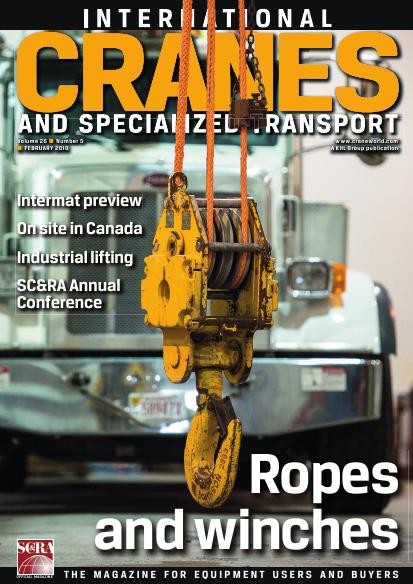 INTERNATIONAL
CRANES
AND SPECIALIZED TRANSPORT
Volume 26 ■ Number 5
■ FEBRUARY 2018
www.craneworld.com
A KHL Group publication
Intermat preview
On site in Canada
Industrial lifting
SC&RA Annual
Conference
Ropes
and winches
SC&RA
OFFICIAL MAGAZINE
THE MAGAZINE FOR EQUIPMENT USERS AND BUYERS